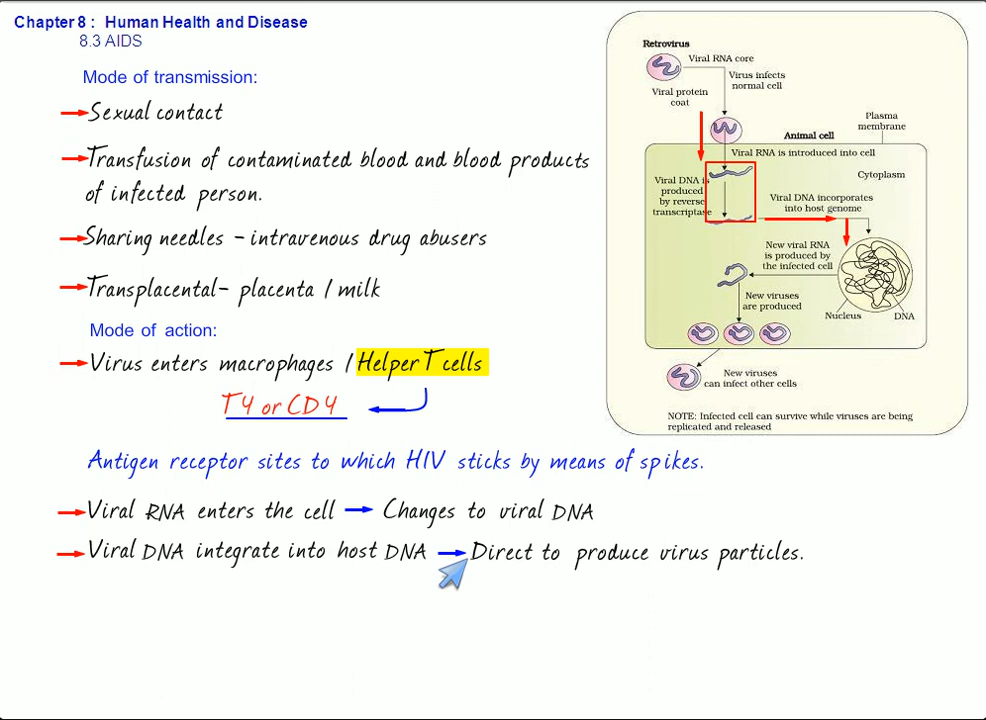 Chapter 8 : Human Health and Disease
8.3 AIDS
Mode of transmission:
Sexual contact
Transfusion of contaminated blood and blood products
of infected person.
Sharing needles - intravenous drug abusers
Transplacental- placenta / milk
Mode of action:
Virus enters macrophages / Helper T cells
T4 or CD4
Antigen receptor sites to which HIV sticks by means of spikes.
Viral RNA enters the cell → Changes to viral DNA
Viral DNA integrate into host DNA → Direct to produce virus particles.
Retrovirus
Viral RNA core
Virus infects
normal cell
Viral protein
coat
Plasma
membrane
Animal cell
Viral RNA is introduced into cell
Cytoplasm
Viral DNA is
produced
by reverse
transcriptase
Viral DNA incorporates
into host genome
New viral RNA
is produced by
the infected cell
New viruses
are produced
Nucleus
DNA
New viruses
can infect other cells
NOTE: Infected cell can survive while viruses are being
replicated and released